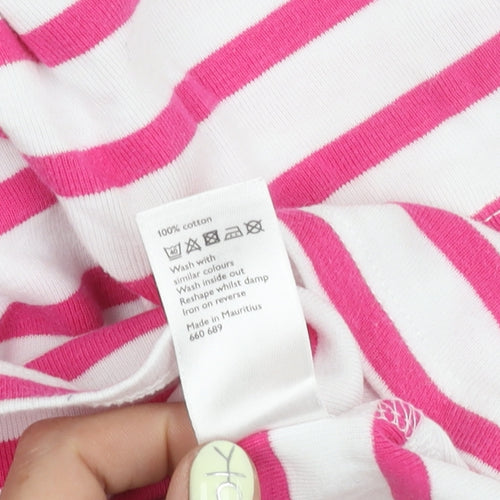 100% cotton
40
Wash with
similar colours
Wash inside out
Reshape whilst damp
Iron on reverse
Made in Mauritius
660 689